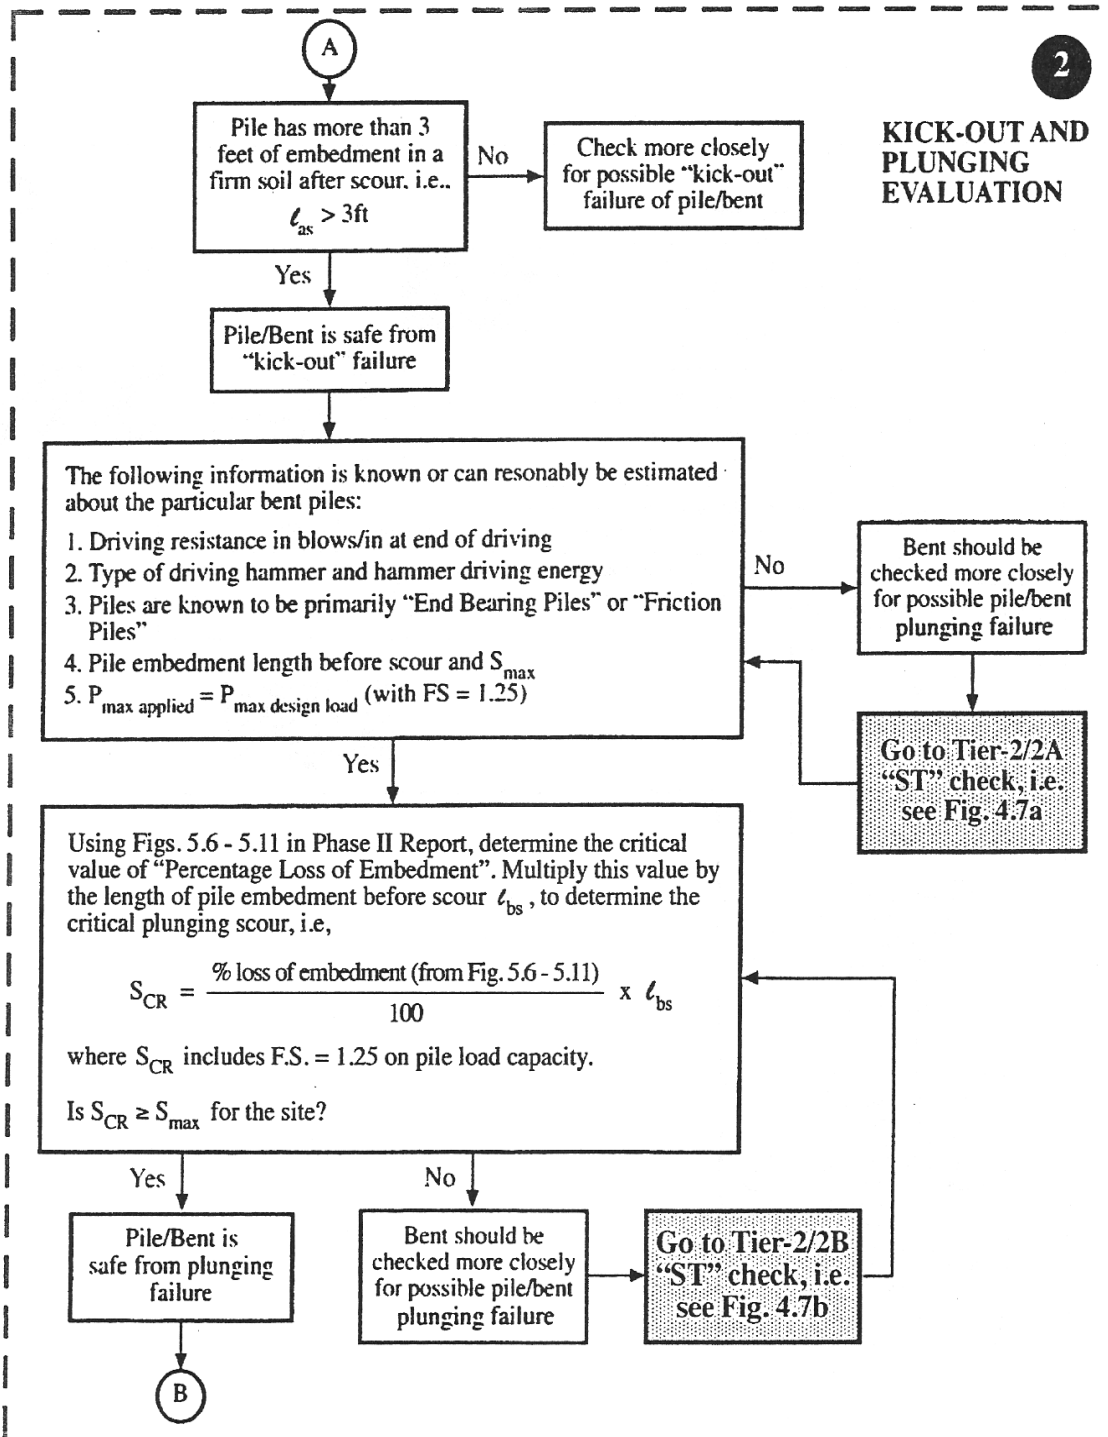 A
2
KICK-OUT AND
PLUNGING
EVALUATION
Pile has more than 3
feet of embedment in a
firm soil after scour, i.e..
ℓas > 3ft
No
Check more closely
for possible “kick-out”
failure of pile/bent
Yes
Pile/Bent is safe from
“kick-out” failure
The following information is known or can resonably be estimated
about the particular bent piles:
1. Driving resistance in blows/in at end of driving
2. Type of driving hammer and hammer driving energy
3. Piles are known to be primarily “End Bearing Piles” or “Friction
Piles”
4. Pile embedment length before scour and Smax
5. Pmax applied = Pmax design load (with FS = 1.25)
No
Bent should be
checked more closely
for possible pile/bent
plunging failure
Go to Tier-2/2A
“ST” check, i.e.
see Fig. 4.7a
Yes
Using Figs. 5.6 - 5.11 in Phase II Report, determine the critical
value of “Percentage Loss of Embedment”. Multiply this value by
the length of pile embedment before scour ℓbs , to determine the
critical plunging scour, i.e,
SCR = % loss of embedment (from Fig. 5.6 - 5.11) x ℓbs
100
where SCR includes F.S. = 1.25 on pile load capacity.
Is SCR ≥ Smax for the site?
Yes
No
Pile/Bent is
safe from plunging
failure
Bent should be
checked more closely
for possible pile/bent
plunging failure
Go to Tier-2/2B
“ST” check, i.e.
see Fig. 4.7b
B